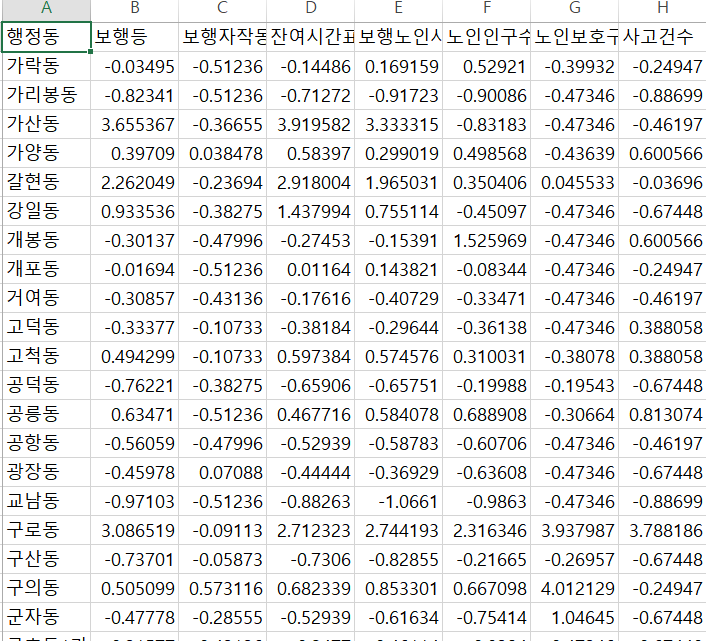 A B C D E F G H
행정동 보행등 보행자작동 잔여시간표 보행노인사 노인인구수 노인보호구 사고건수
가락동 -0.03495 -0.51236 -0.14486 0.169159 0.52921 -0.39932 -0.24947
가리봉동 -0.82341 -0.51236 -0.71272 -0.91723 -0.90086 -0.47346 -0.88699
가산동 3.655367 -0.36655 3.919582 3.333315 -0.83183 -0.47346 -0.46197
가양동 0.39709 0.038478 0.58397 0.299019 0.498568 -0.43639 0.600566
갈현동 2.262049 -0.23694 2.918004 1.965031 0.350406 0.045533 -0.03696
강일동 0.933536 -0.38275 1.437994 0.755114 -0.45097 -0.47346 -0.67448
개봉동 -0.30137 -0.47996 -0.27453 -0.15391 1.525969 -0.47346 0.600566
개포동 -0.01694 -0.51236 0.01164 0.143821 -0.08344 -0.47346 -0.24947
거여동 -0.30857 -0.43136 -0.17616 -0.40729 -0.33471 -0.47346 -0.46197
고덕동 -0.33377 -0.10733 -0.38184 -0.29644 -0.36138 -0.47346 0.388058
고척동 0.494299 -0.10733 0.597384 0.574576 0.310031 -0.38078 0.388058
공덕동 -0.76221 -0.38275 -0.65906 -0.65751 -0.19988 -0.19543 -0.67448
공릉동 0.63471 -0.51236 0.467716 0.584078 0.688908 -0.30664 0.813074
공항동 -0.56059 -0.47996 -0.52939 -0.58783 -0.60706 -0.47346 -0.46197
광장동 -0.45978 0.07088 -0.44444 -0.36929 -0.63608 -0.47346 -0.67448
교남동 -0.97103 -0.51236 -0.88263 -1.0661 -0.9863 -0.47346 -0.88699
구로동 3.086519 -0.09113 2.712323 2.744193 2.316346 3.937987 3.788186
구산동 -0.73701 -0.05873 -0.7306 -0.82855 -0.21665 -0.26957 -0.67448
구의동 0.505099 0.573116 0.682339 0.853301 0.667098 4.012129 -0.24947
군자동 -0.47778 -0.28555 -0.52939 -0.61634 -0.75414 1.04645 -0.67448